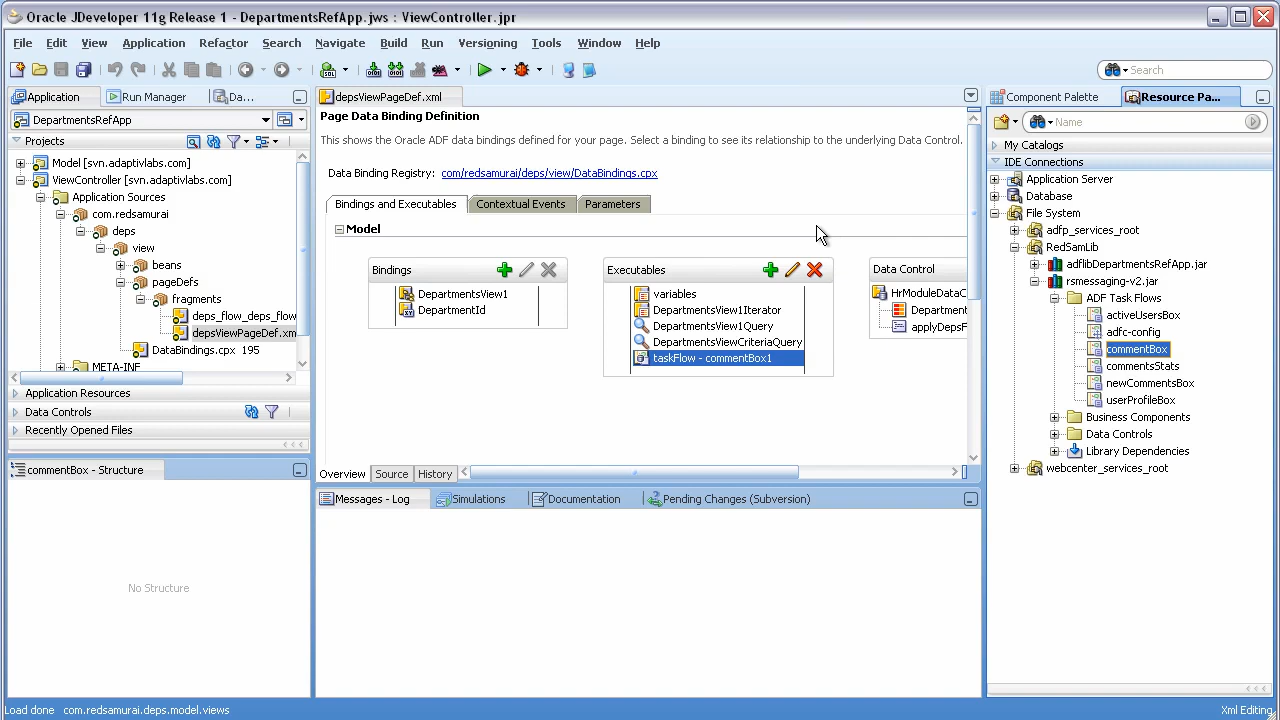 Oracle JDeveloper 11g Release 1 - DepartmentsRefApp.jws : ViewController.jpr
File Edit View Application Refactor Search Navigate Build Run Versioning Tools Window Help
Search
Application Run Manager Da...
DepartmentsRefApp
Projects
Model [svn.adaptivlabs.com]
ViewController [svn.adaptivlabs.com]
Application Sources
com.redsamurai
deps
view
beans
pageDefs
fragments
deps_flow_deps_flow
depsViewPageDef.xm
DataBindings.cpx 195
META-INF
Application Resources
Data Controls
Recently Opened Files
commentBox - Structure
No Structure
depsViewPageDef.xml
Page Data Binding Definition
This shows the Oracle ADF data bindings defined for your page. Select a binding to see its relationship to the underlying Data Control.
Data Binding Registry: com/redsamurai/deps/view/DataBindings.cpx
Bindings and Executables Contextual Events Parameters
Model
Bindings
DepartmentsView1
DepartmentId
Executables
variables
DepartmentsView1Iterator
DepartmentsView1Query
DepartmentsViewCriteriaQuery
taskFlow - commentBox1
Data Control
HrModuleDataC
Department
applyDepsF
Overview Source History
Messages - Log Simulations Documentation Pending Changes (Subversion)
Component Palette Resource Pa...
Name
My Catalogs
IDE Connections
Application Server
Database
File System
adfp_services_root
RedSamLib
adflibDepartmentsRefApp.jar
rsmessaging-v2.jar
ADF Task Flows
activeUsersBox
adfc-config
commentBox
commentsStats
newCommentsBox
userProfileBox
Business Components
Data Controls
Library Dependencies
webcenter_services_root
Load done com.redsamurai.deps.model.views
Xml Editing